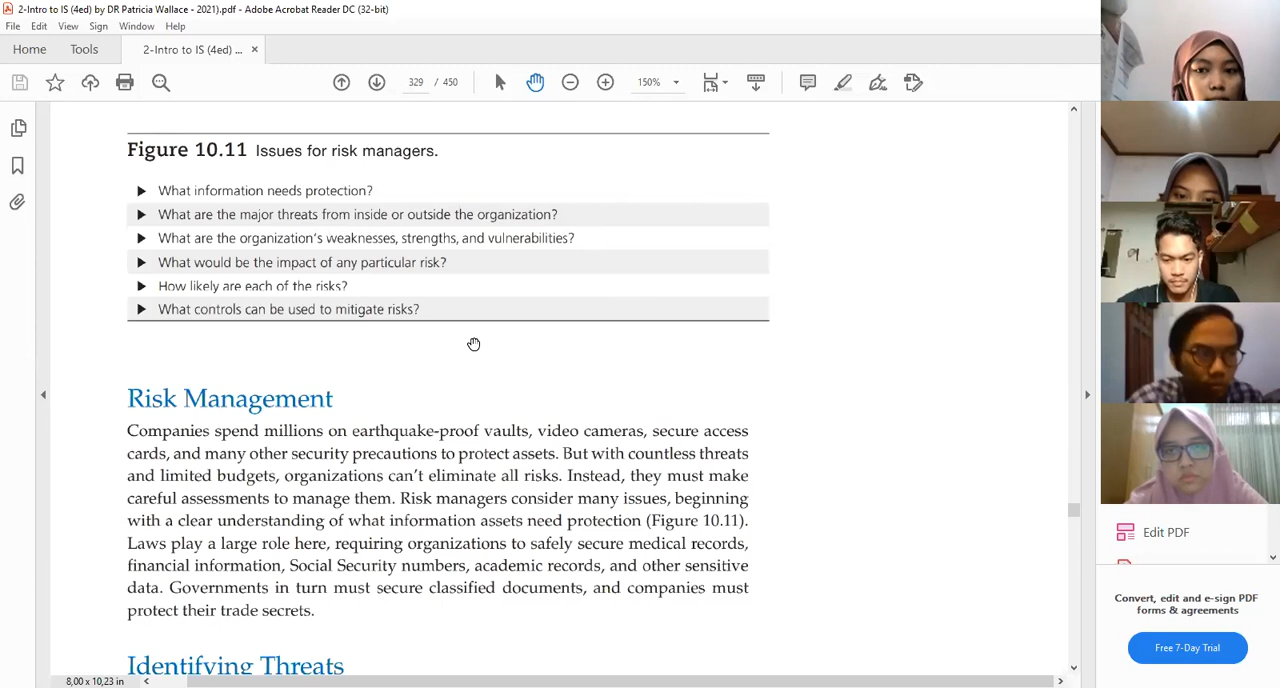 2-Intro to IS (4ed) by DR Patricia Wallace - 2021).pdf - Adobe Acrobat Reader DC (32-bit)
File Edit View Sign Window Help
Home Tools 2-Intro to IS (4ed) ... ×
329 / 450 150%
Figure 10.11 Issues for risk managers.
What information needs protection?
What are the major threats from inside or outside the organization?
What are the organization's weaknesses, strengths, and vulnerabilities?
What would be the impact of any particular risk?
How likely are each of the risks?
What controls can be used to mitigate risks?
Risk Management
Companies spend millions on earthquake-proof vaults, video cameras, secure access
cards, and many other security precautions to protect assets. But with countless threats
and limited budgets, organizations can't eliminate all risks. Instead, they must make
careful assessments to manage them. Risk managers consider many issues, beginning
with a clear understanding of what information assets need protection (Figure 10.11).
Laws play a large role here, requiring organizations to safely secure medical records,
financial information, Social Security numbers, academic records, and other sensitive
data. Governments in turn must secure classified documents, and companies must
protect their trade secrets.
Identifying Threats
8,00 x 10,23 in
Edit PDF
Convert, edit and e-sign PDF
forms & agreements
Free 7-Day Trial